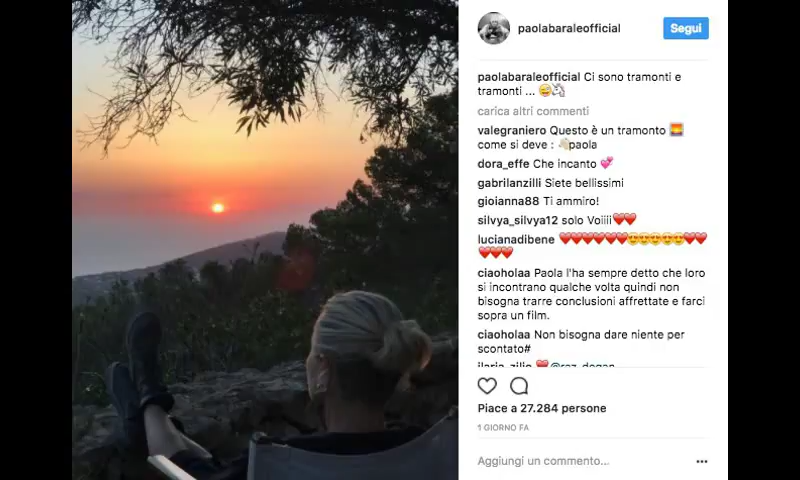 paolabaraleofficial
Segui
paolabaraleofficial Ci sono tramonti e
tramonti ... 😅🦄
carica altri commenti
valegraniero Questo è un tramonto 🌇
come si deve : 👏🏻paola
dora_effe Che incanto 💕
gabrilanzilli Siete bellissimi
gioianna88 Ti ammiro!
silvya_silvya12 solo Voiiii❤️❤️
lucianadibene ❤️❤️❤️❤️❤️❤️😍😍😍😍😍❤️❤️
❤️❤️❤️❤️
ciaoholaa Paola l'ha sempre detto che loro
si incontrano qualche volta quindi non
bisogna trarre conclusioni affrettate e farci
sopra un film.
ciaoholaa Non bisogna dare niente per
scontato#
ilaria_zilio ❤️@raz_degan
Piace a 27.284 persone
1 GIORNO FA
Aggiungi un commento...